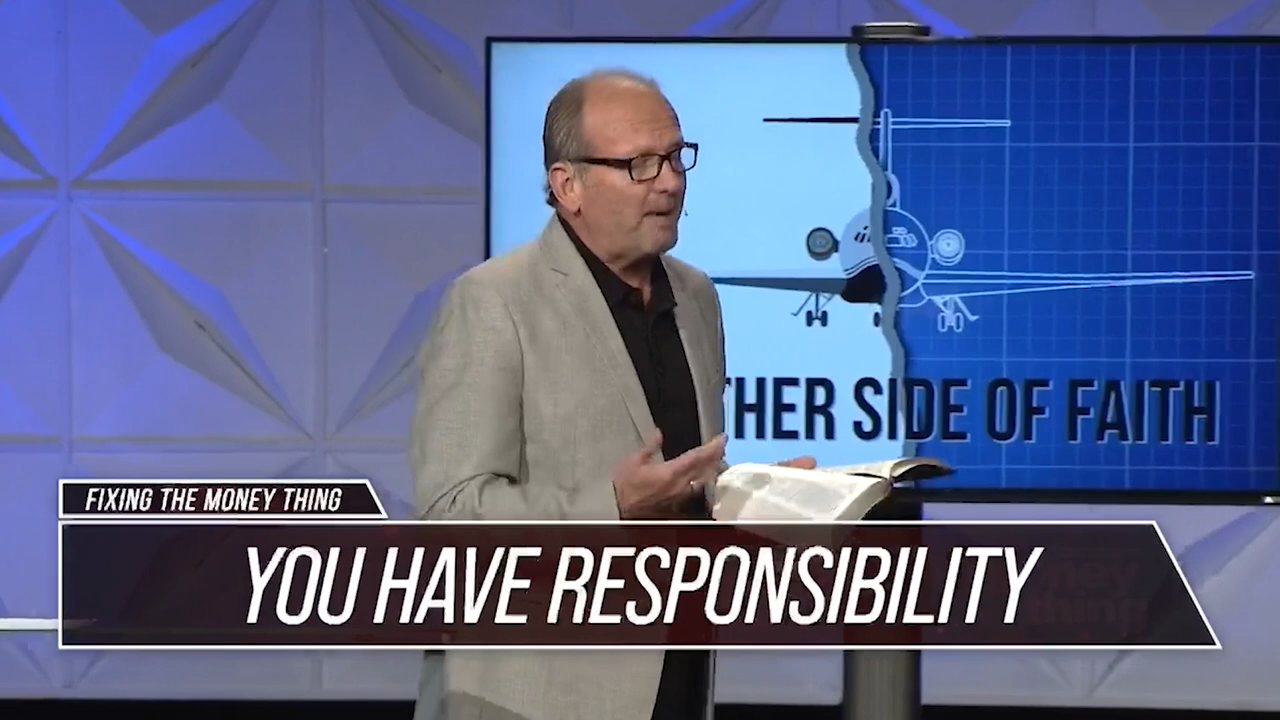 THER SIDE OF FAITH
FIXING THE MONEY THING
YOU HAVE RESPONSIBILITY